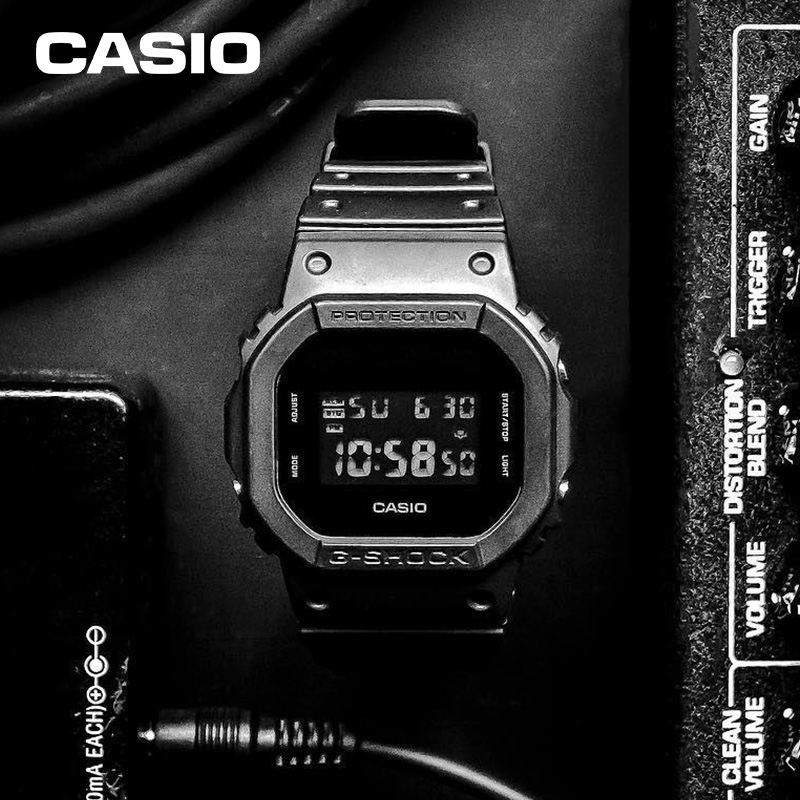 CASIO
PROTECTION
ADJUST
START/STOP
SU 6 30
10:58 50
MODE
LIGHT
CASIO
G-SHOCK
GAIN
TRIGGER
DISTORTION
BLEND
VOLUME
CLEAN
VOLUME
0mA EACH)